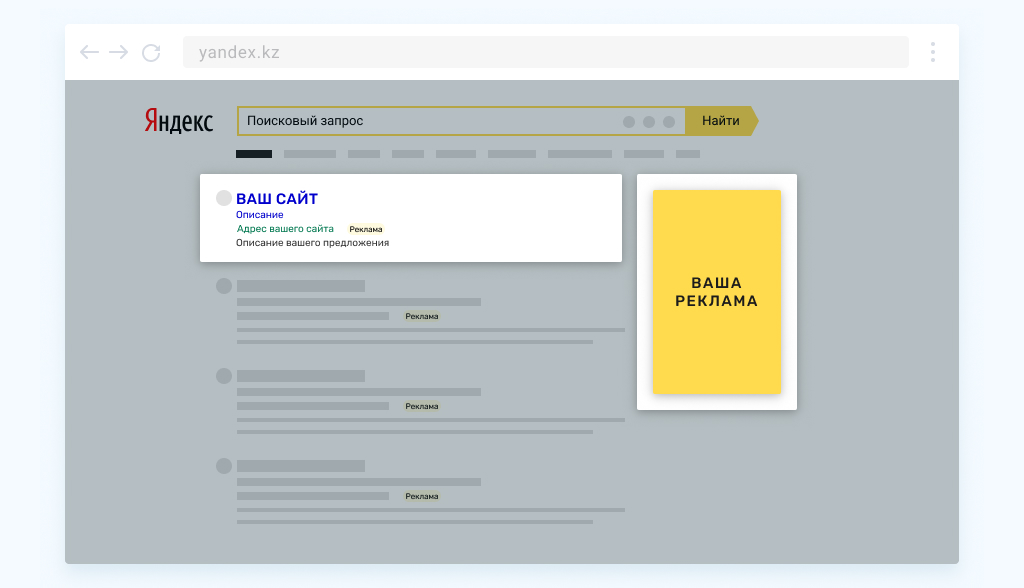 yandex.kz
Яндекс
Поисковый запрос
Найти
ВАШ САЙТ
Описание
Адрес вашего сайта Реклама
Описание вашего предложения
ВАША
РЕКЛАМА
Реклама
Реклама
Реклама